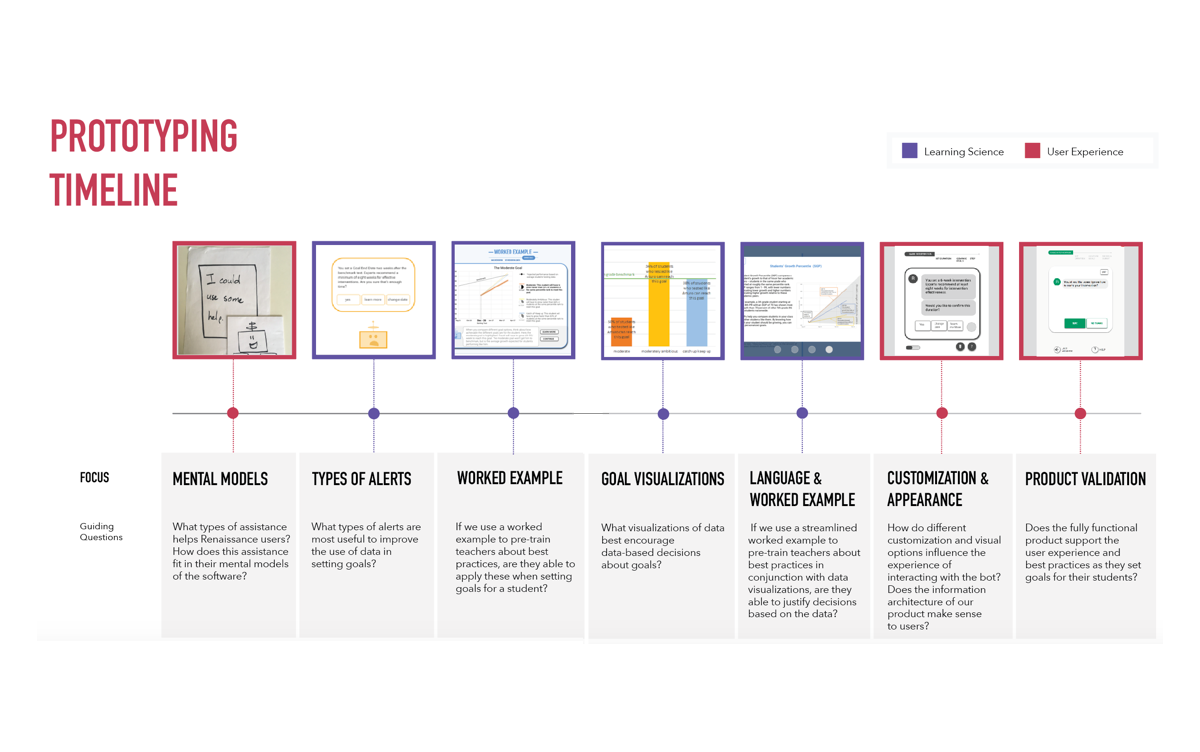 PROTOTYPING
TIMELINE
Learning Science
User Experience
I could
use some
help
WORKED EXAMPLE
The Moderate Goal
moderate
moderately ambitious
catch up/keep up
FOCUS
Guiding
Questions
MENTAL MODELS
What types of assistance
helps Renaissance users?
How does this assistance
fit in their mental models
of the software?
TYPES OF ALERTS
What types of alerts are
most useful to improve
the use of data in
setting goals?
WORKED EXAMPLE
If we use a worked
example to pre-train
teachers about best
practices, are they able to
apply these when setting
goals for a student?
GOAL VISUALIZATIONS
What visualizations of data
best encourage
data-based decisions
about goals?
LANGUAGE &
WORKED EXAMPLE
If we use a streamlined
worked example to
pre-train teachers about
best practices in
conjunction with data
visualizations, are they
able to justify decisions
based on the data?
CUSTOMIZATION &
APPEARANCE
How do different
customization and visual
options influence the
experience of
interacting with the bot?
Does the information
architecture of our
product make sense
to users?
PRODUCT VALIDATION
Does the fully functional
product support the
user experience and
best practices as they set
goals for their students?